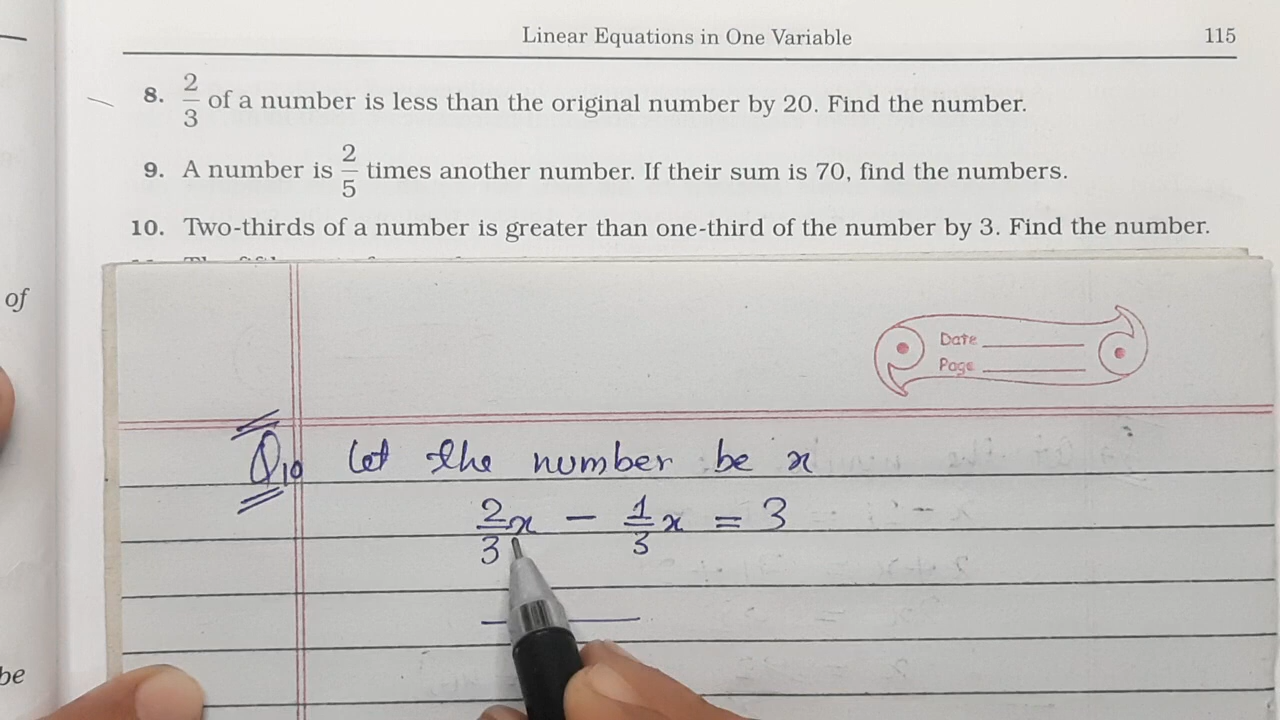 Linear Equations in One Variable 115
8. 2/3 of a number is less than the original number by 20. Find the number.
9. A number is 2/5 times another number. If their sum is 70, find the numbers.
of
10. Two-thirds of a number is greater than one-third of the number by 3. Find the number.
Date
Page
Q10 Let the number be x
2/3 x - 1/3 x = 3
be